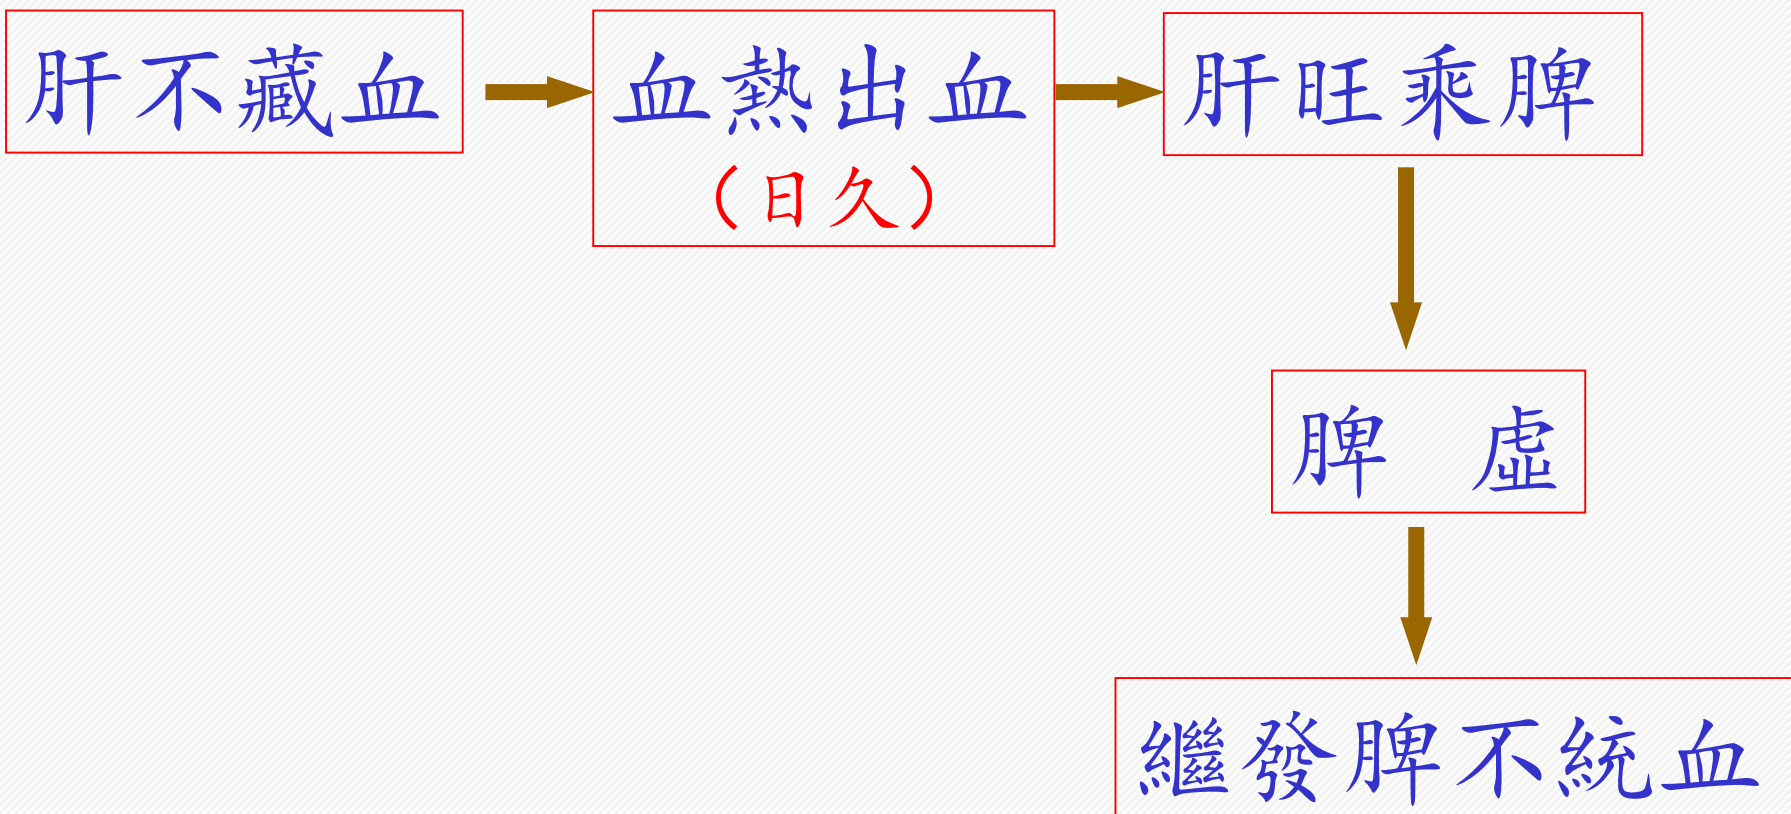 肝不藏血
血熱出血
(日久)
肝旺乘脾
脾 虛
繼發脾不統血